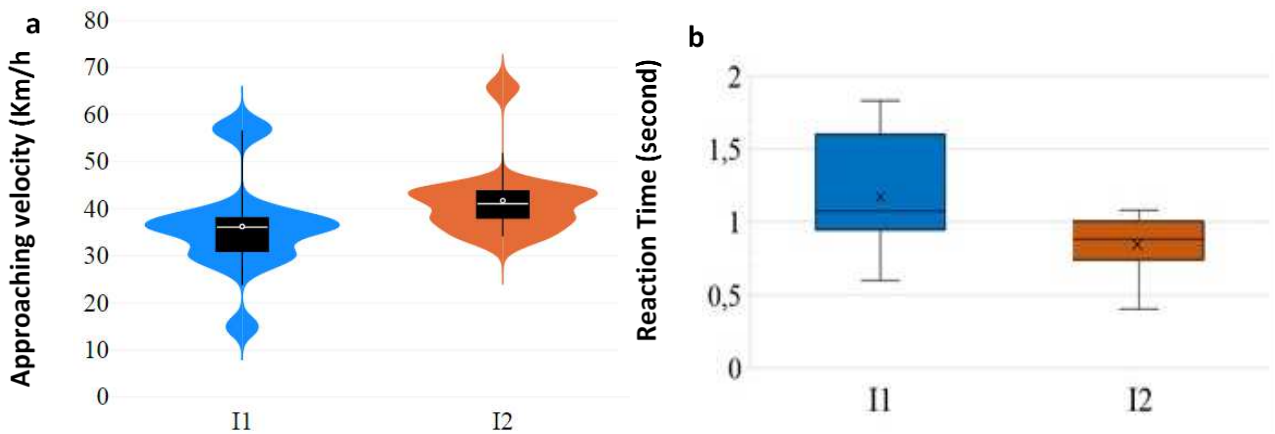 a
Approaching velocity (Km/h
80
70
60
50
40
30
20
10
0
I1
I2
b
Reaction Time (second)
2
1,5
1
0,5
0
I1
I2